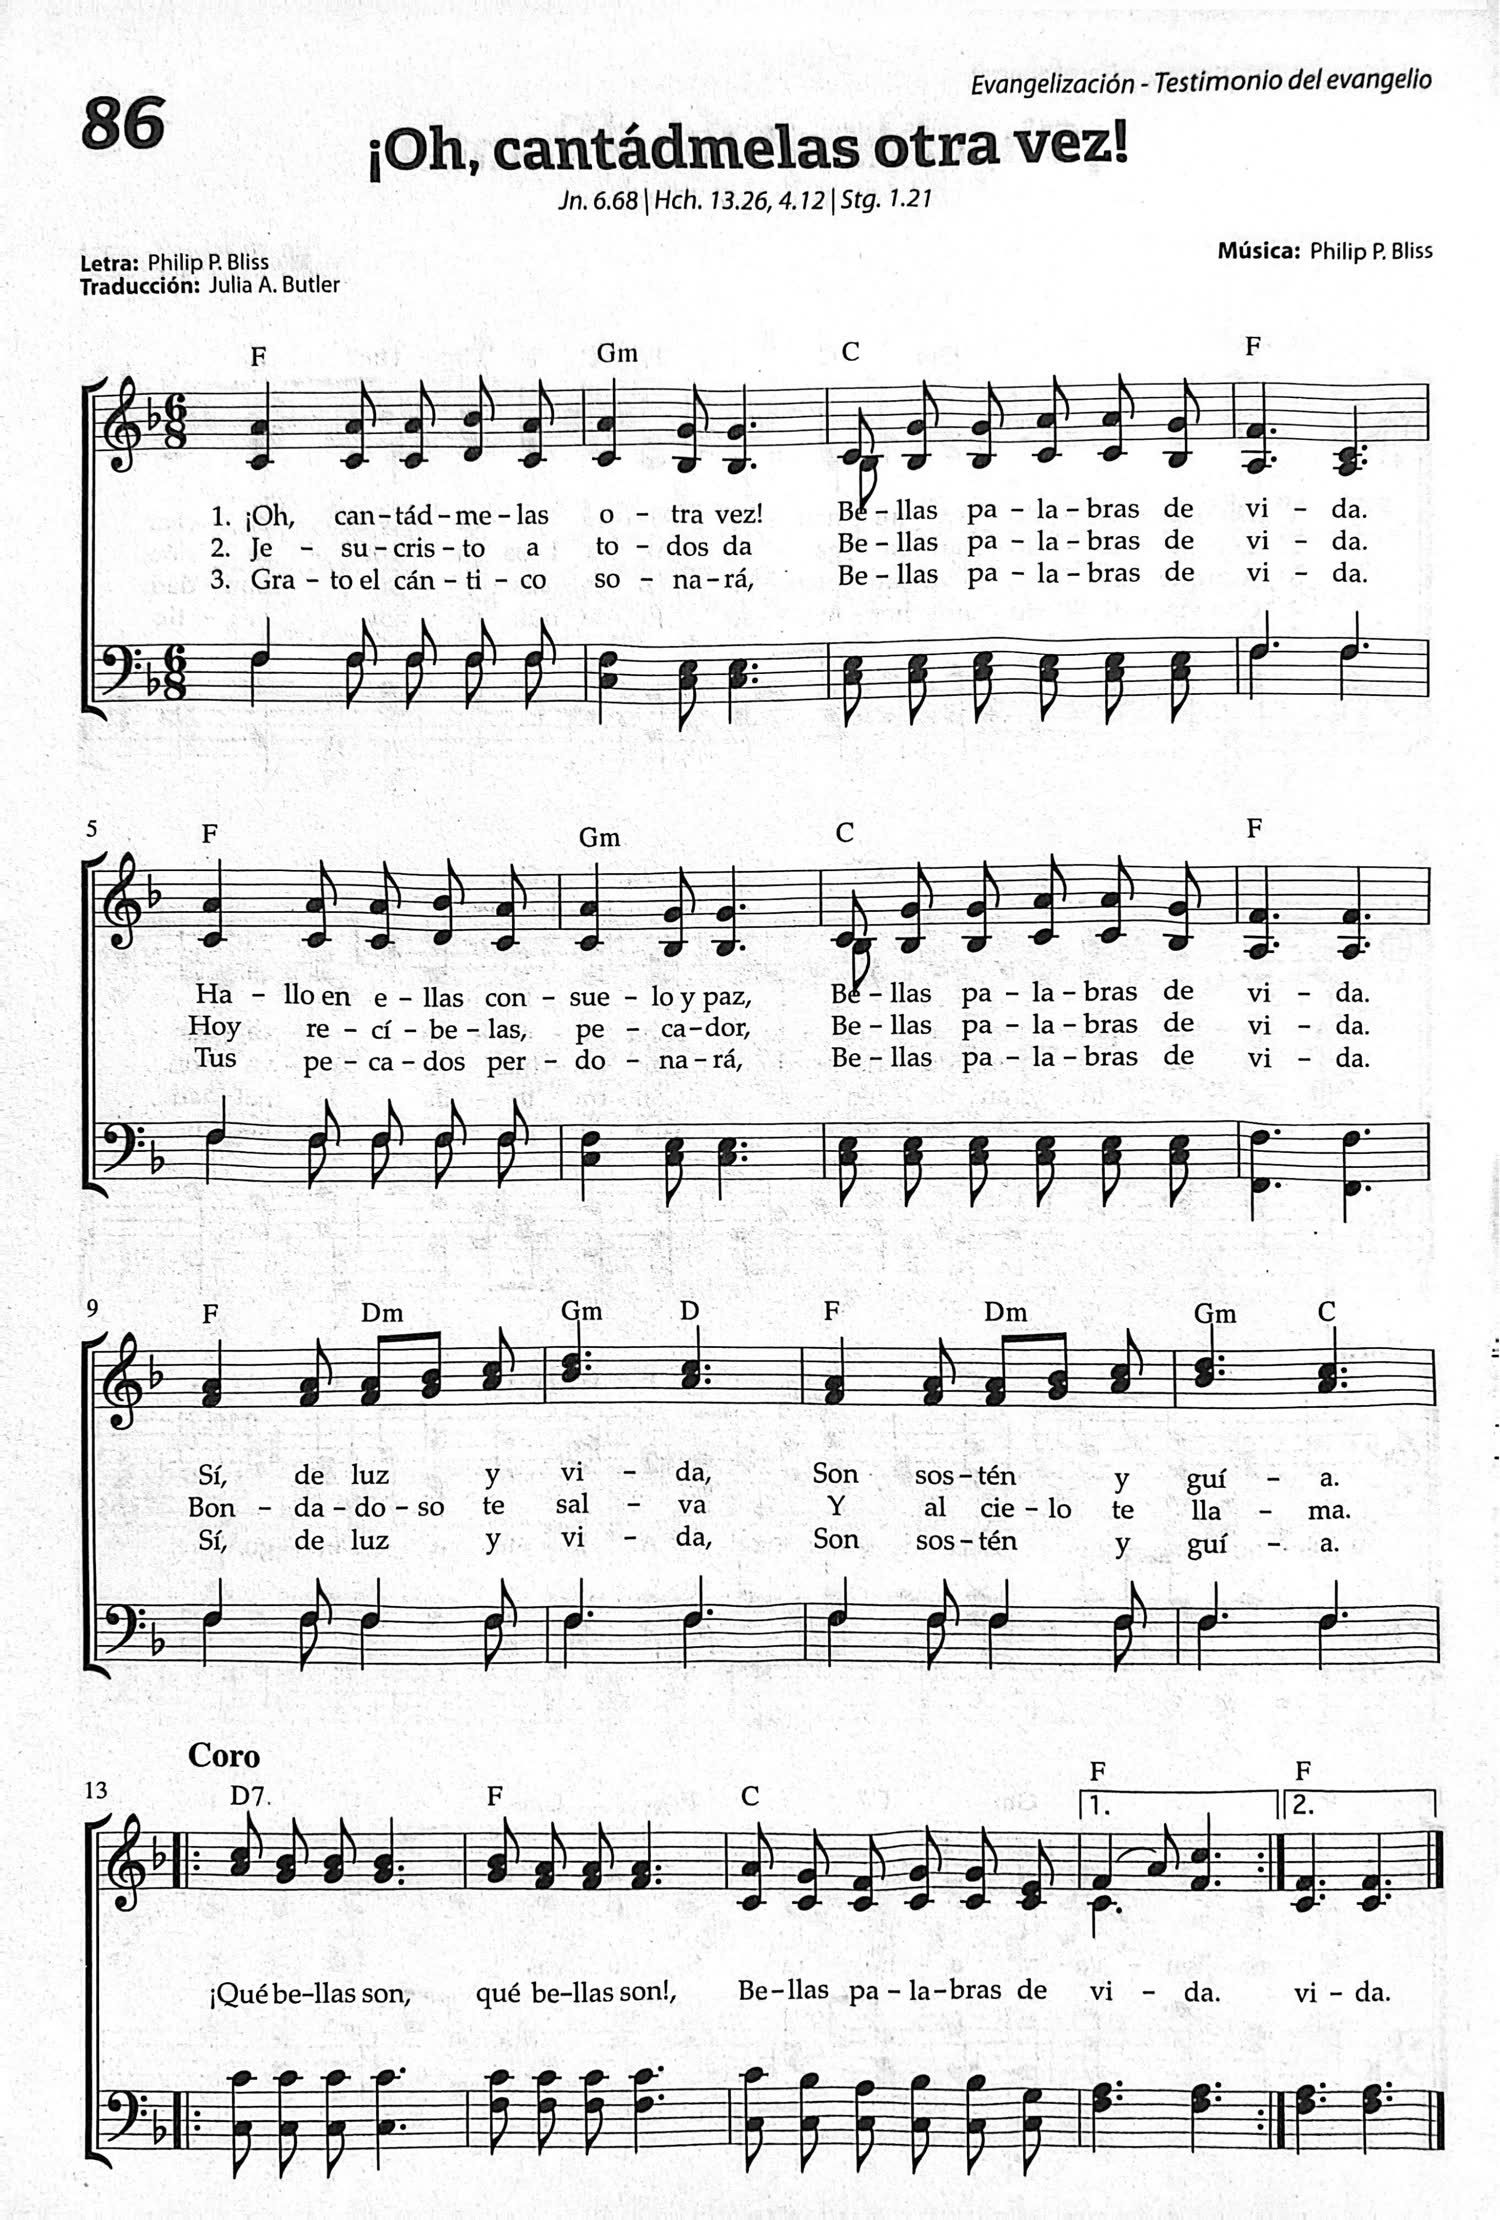 Evangelización - Testimonio del evangelio
86
¡Oh, cantádmelas otra vez!
Jn. 6.68 | Hch. 13.26, 4.12 | Stg. 1.21
Letra: Philip P. Bliss
Música: Philip P. Bliss
Traducción: Julia A. Butler
F Gm C F
6 8
1. ¡Oh, can–tád–me–las o – tra vez! Be–llas pa – la–bras de vi – da.
2. Je – su–cris–to a to – dos da Be–llas pa – la–bras de vi – da.
3. Gra – to el cán – ti – co so – na–rá, Be–llas pa – la–bras de vi – da.
6 8
5
F Gm C F
Ha – llo en e – llas con – sue – lo y paz, Be–llas pa – la–bras de vi – da.
Hoy re – cí – be – las, pe – ca–dor, Be–llas pa – la–bras de vi – da.
Tus pe – ca – dos per – do – na–rá, Be–llas pa – la–bras de vi – da.
9
F Dm Gm D F Dm Gm C
Sí, de luz y vi – da, Son sos–tén y guí – a.
Bon – da–do–so te sal – va Y al cie–lo te lla – ma.
Sí, de luz y vi – da, Son sos–tén y guí – a.
Coro
13
D7. F C F F
1. 2.
¡Qué be–llas son, qué be–llas son!, Be–llas pa – la–bras de vi – da. vi – da.